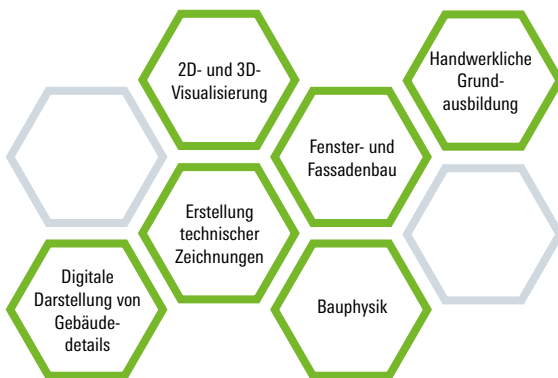 2D- und 3D-
Visualisierung
Handwerkliche
Grund-
ausbildung
Fenster- und
Fassadenbau
Erstellung
technischer
Zeichnungen
Digitale
Darstellung von
Gebäude-
details
Bauphysik